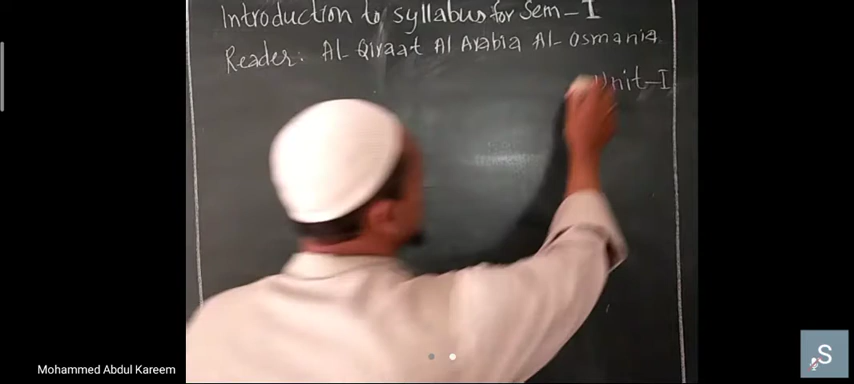 Introduction to syllabus for Sem-I
Reader: Al-Qiraat Al Arabia Al-Osmania
Unit-I
Mohammed Abdul Kareem
S